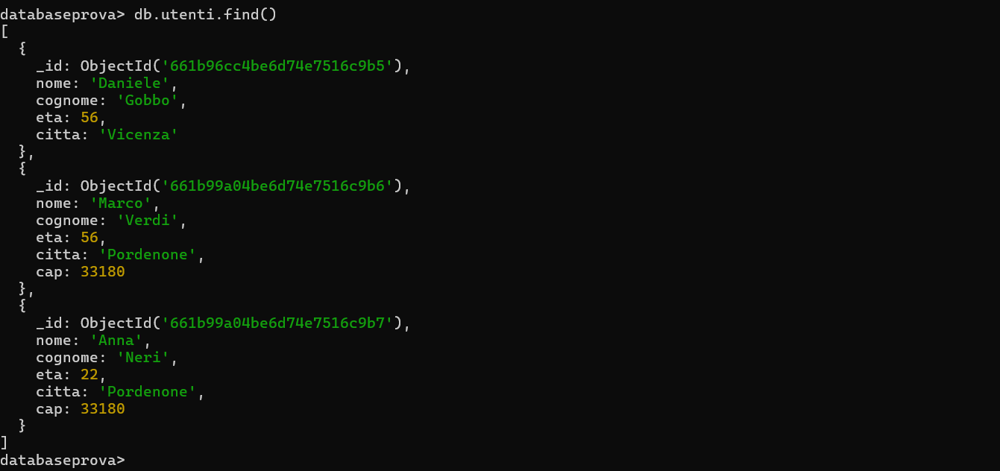 databaseprova> db.utenti.find()
[
  {
    _id: ObjectId('661b96cc4be6d74e7516c9b5'),
    nome: 'Daniele',
    cognome: 'Gobbo',
    eta: 56,
    citta: 'Vicenza'
  },
  {
    _id: ObjectId('661b99a04be6d74e7516c9b6'),
    nome: 'Marco',
    cognome: 'Verdi',
    eta: 56,
    citta: 'Pordenone',
    cap: 33180
  },
  {
    _id: ObjectId('661b99a04be6d74e7516c9b7'),
    nome: 'Anna',
    cognome: 'Neri',
    eta: 22,
    citta: 'Pordenone',
    cap: 33180
  }
]
databaseprova>